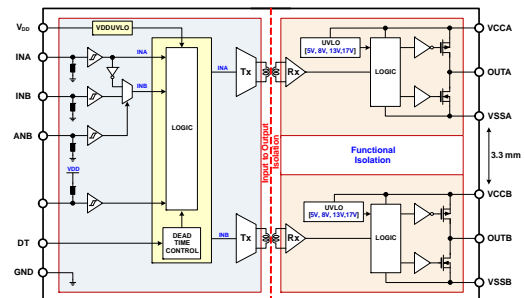 VDD
VDD UVLO
INA
INA
INB
INB
ANB
VDD
LOGIC
DEAD
TIME
CONTROL
DT
GND
Tx
Rx
INB
Tx
Rx
Input to Output
Isolation
UVLO
[5V, 8V, 13V,17V]
LOGIC
VCCA
OUTA
VSSA
Functional
Isolation
3.3 mm
UVLO
[5V, 8V, 13V,17V]
LOGIC
VCCB
OUTB
VSSB